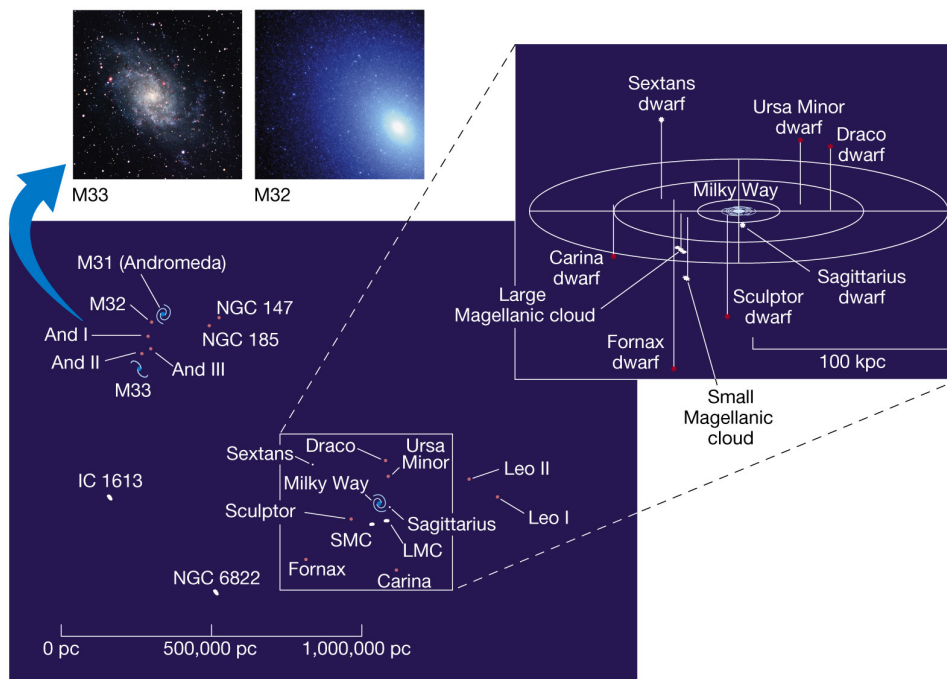 M33
M32
Sextans
dwarf
Ursa Minor
dwarf
Draco
dwarf
Milky Way
Carina
dwarf
Large
Magellanic cloud
Fornax
dwarf
Small
Magellanic
cloud
Sculptor
dwarf
Sagittarius
dwarf
100 kpc
M31 (Andromeda)
M32
NGC 147
And I
NGC 185
And II
And III
M33
IC 1613
NGC 6822
Sextans
Draco
Ursa
Minor
Milky Way
Sculptor
Sagittarius
SMC
LMC
Fornax
Carina
Leo II
Leo I
0 pc
500,000 pc
1,000,000 pc